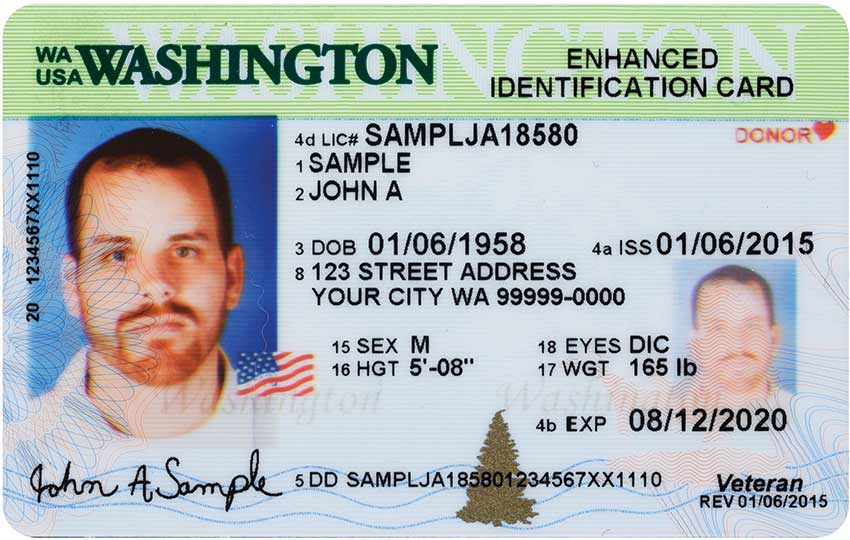 WA USA WASHINGTON
ENHANCED
IDENTIFICATION CARD
WASHINGTON
4d LIC# SAMPLJA18580
DONOR
1 SAMPLE
2 JOHN A
3 DOB 01/06/1958 4a ISS 01/06/2015
8 123 STREET ADDRESS
YOUR CITY WA 99999-0000
15 SEX M 18 EYES DIC
16 HGT 5'-08" 17 WGT 165 lb
Washington Washington
4b EXP 08/12/2020
20 1234567XX1110
John A Sample
5 DD SAMPLJA185801234567XX1110
Veteran
REV 01/06/2015